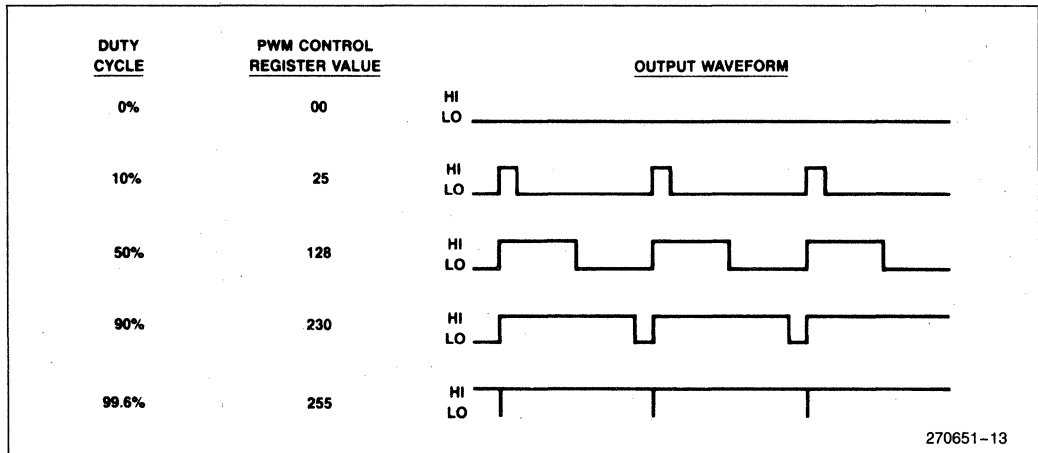 DUTY CYCLE PWM CONTROL REGISTER VALUE OUTPUT WAVEFORM
0% 00 HI LO
10% 25 HI LO
50% 128 HI LO
90% 230 HI LO
99.6% 255 HI LO
270651-13